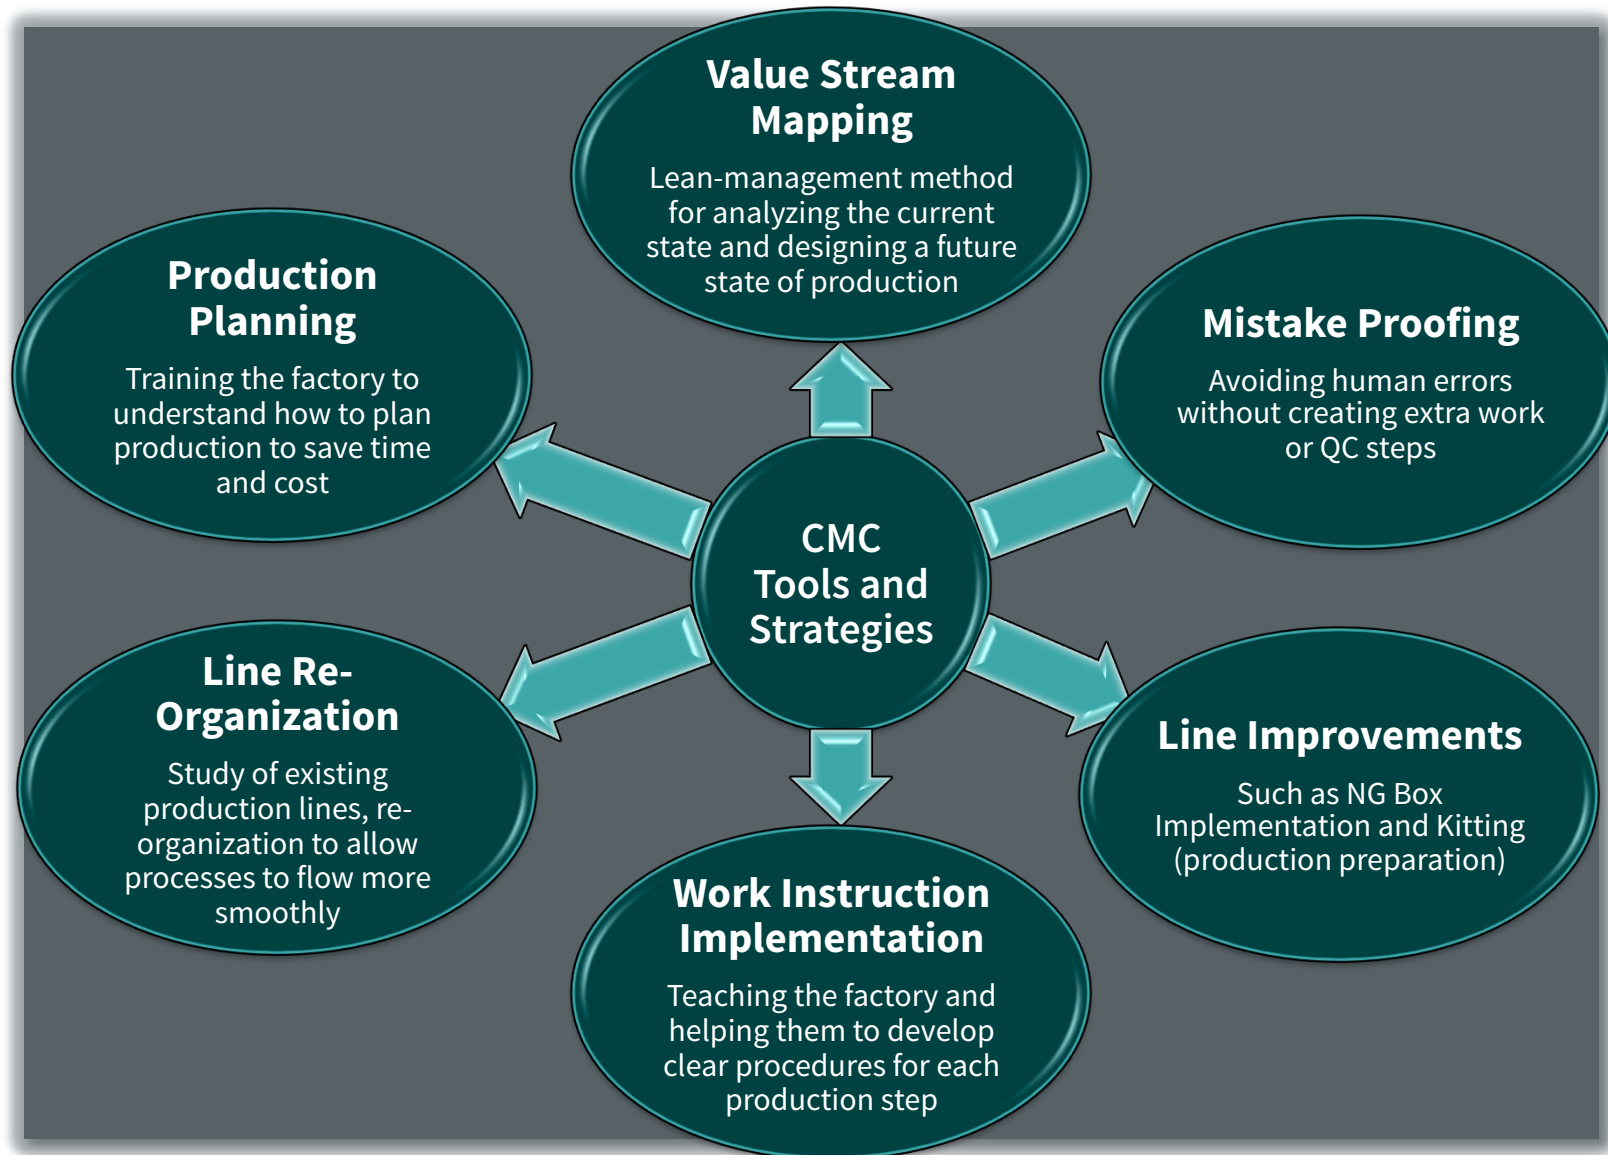 Value Stream
Mapping
Lean-management method
for analyzing the current
state and designing a future
state of production
Production
Planning
Training the factory to
understand how to plan
production to save time
and cost
Mistake Proofing
Avoiding human errors
without creating extra work
or QC steps
CMC
Tools and
Strategies
Line Re-
Organization
Study of existing
production lines, re-
organization to allow
processes to flow more
smoothly
Line Improvements
Such as NG Box
Implementation and Kitting
(production preparation)
Work Instruction
Implementation
Teaching the factory and
helping them to develop
clear procedures for each
production step